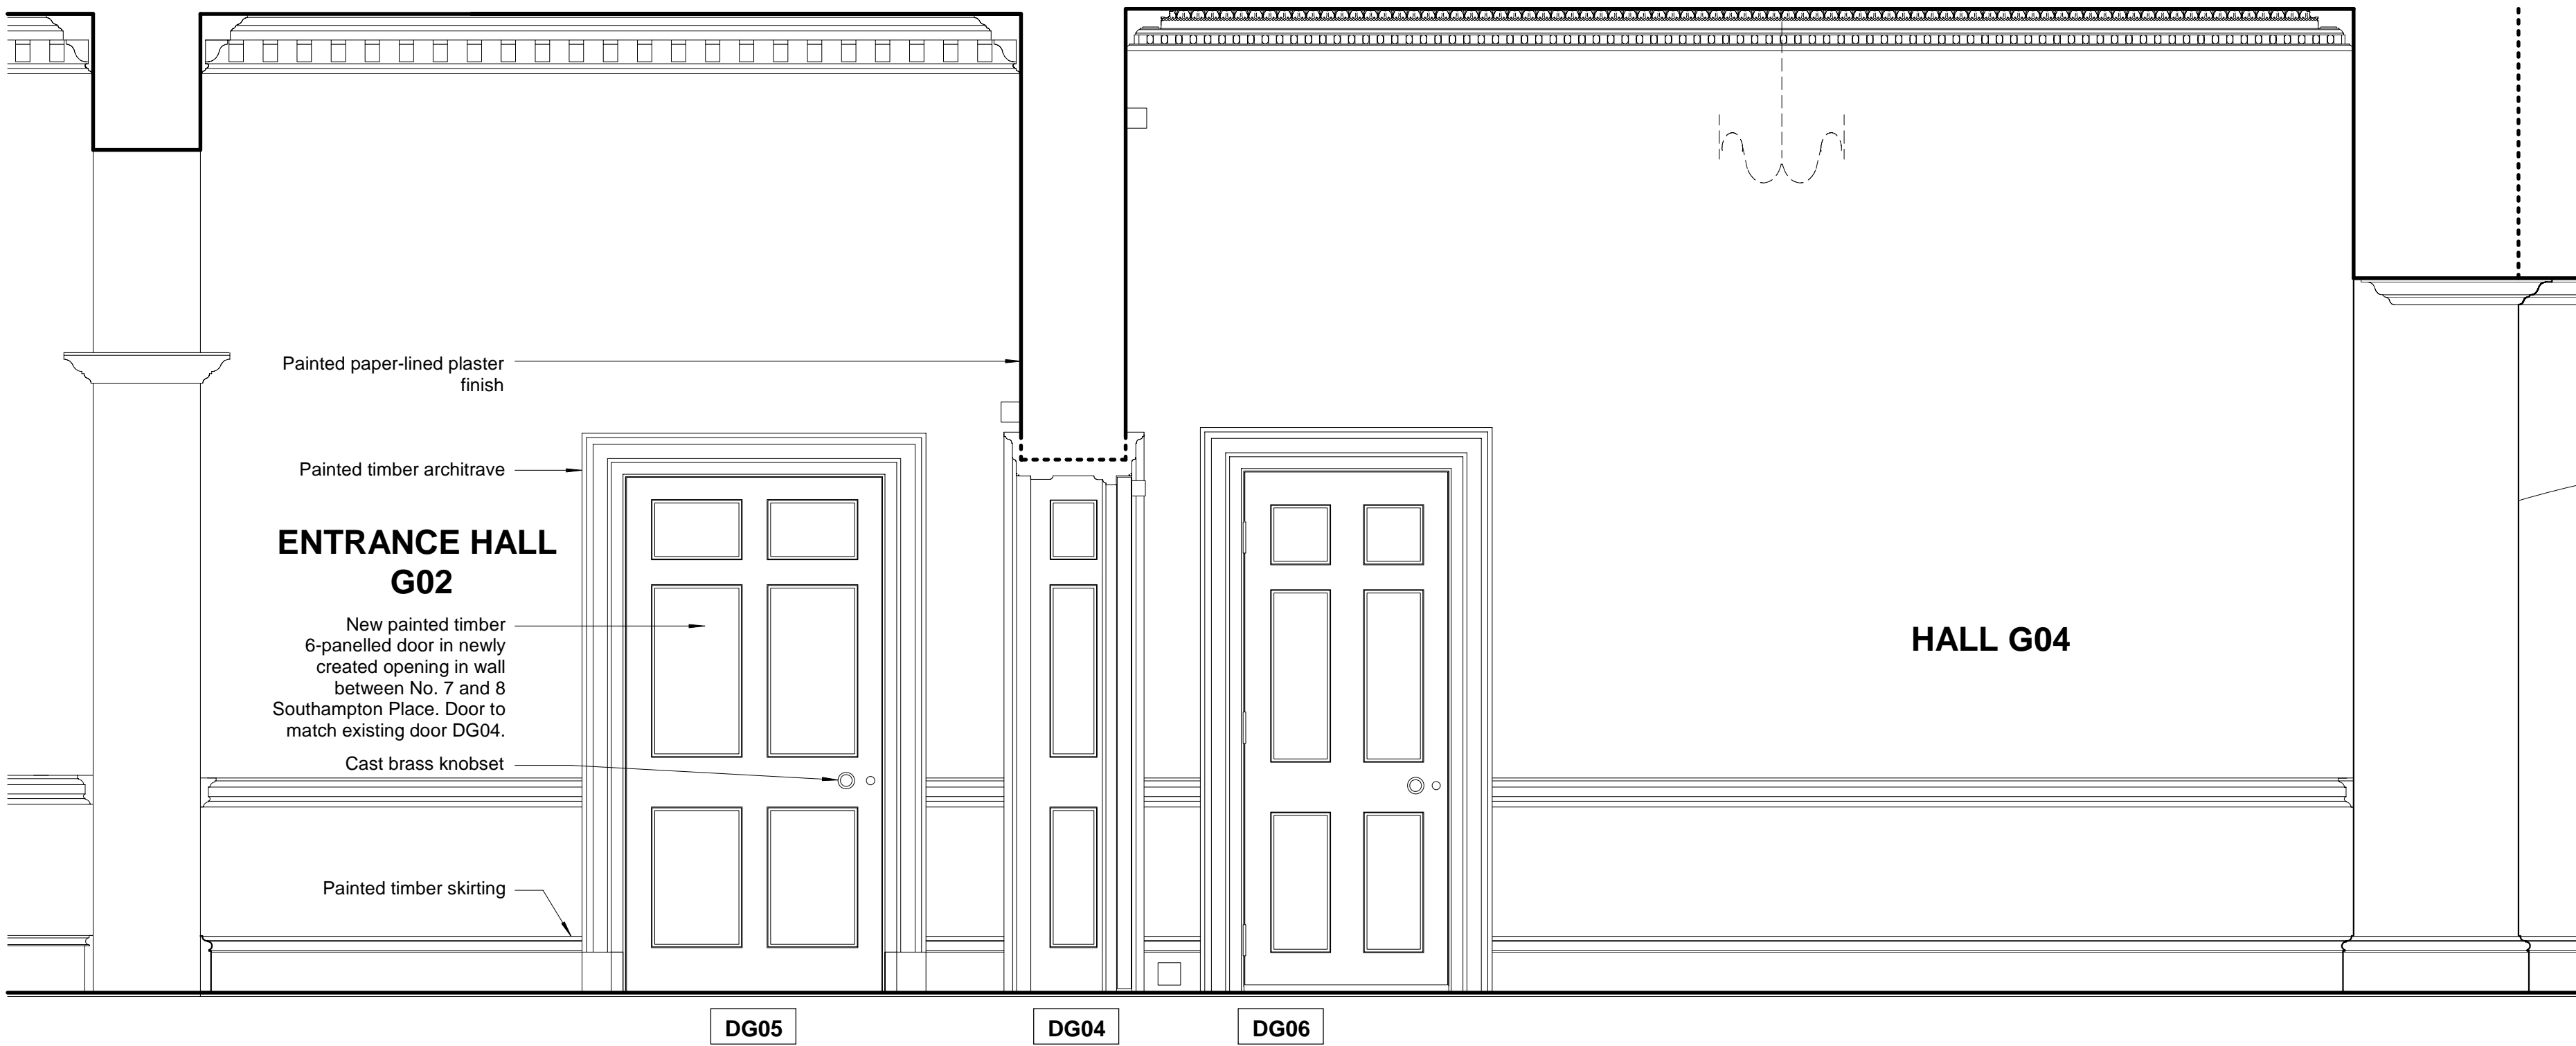 Painted paper-lined plaster
finish
Painted timber architrave
ENTRANCE HALL
G02
New painted timber
6-panelled door in newly
created opening in wall
between No. 7 and 8
Southampton Place. Door to
match existing door DG04.
Cast brass knobset
Painted timber skirting
HALL G04
DG05
DG04
DG06